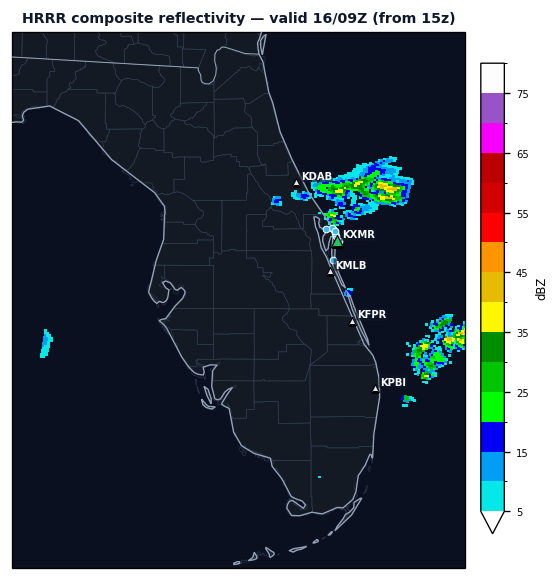 HRRR composite reflectivity — valid 16/09Z (from 15z)
75
65
55
45
35
25
15
5
dBZ
KDAB
KXMR
KMLB
KFPR
KPBI